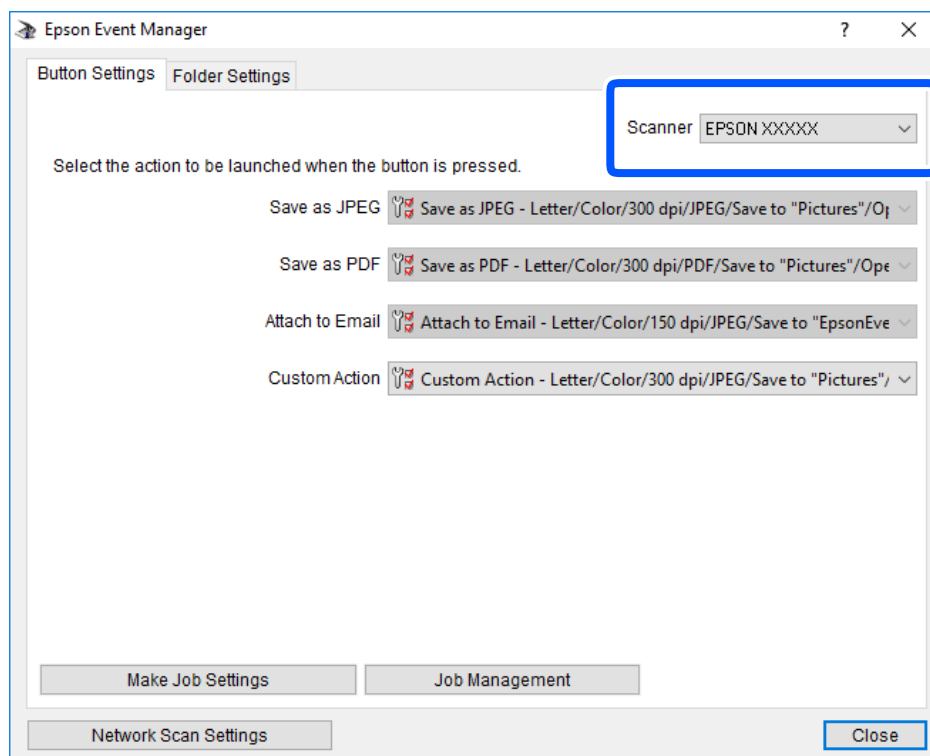 Epson Event Manager
Button Settings Folder Settings
Scanner EPSON XXXXX
Select the action to be launched when the button is pressed.
Save as JPEG Save as JPEG - Letter/Color/300 dpi/JPEG/Save to "Pictures"/Op
Save as PDF Save as PDF - Letter/Color/300 dpi/PDF/Save to "Pictures"/Ope
Attach to Email Attach to Email - Letter/Color/150 dpi/JPEG/Save to "EpsonEve
Custom Action Custom Action - Letter/Color/300 dpi/JPEG/Save to "Pictures"/
Make Job Settings Job Management
Network Scan Settings Close